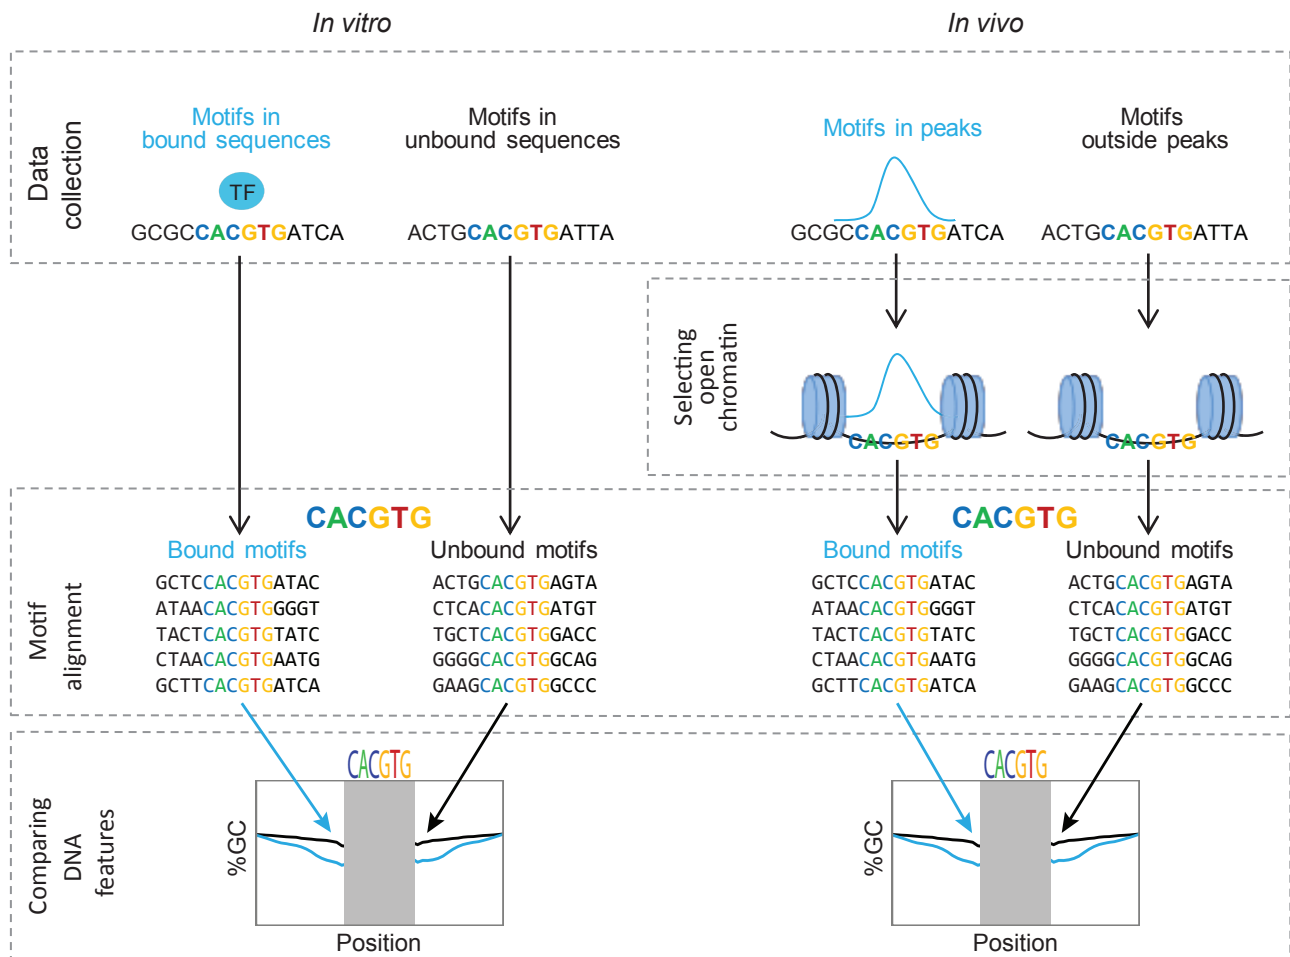 In vitro
In vivo
Data
collection
Motifs in
bound sequences
Motifs in
unbound sequences
Motifs in peaks
Motifs
outside peaks
TF
GCGCCACGTGATCA
ACTGCACGTGATTA
GCGCCACGTGATCA
ACTGCACGTGATTA
Selecting
open
chromatin
CACGTG
CACGTG
Motif
alignment
CACGTG
Bound motifs
Unbound motifs
GCTCCACGTGATAC
ATAACACGTGGGGT
TACTCACGTGTATC
CTAACACGTGAATG
GCTTCACGTGATCA
ACTGCACGTGAGTA
CTCACACGTGATGT
TGCTCACGTGGACC
GGGGCACGTGGCAG
GAAGCACGTGGCCC
CACGTG
Bound motifs
Unbound motifs
GCTCCACGTGATAC
ATAACACGTGGGGT
TACTCACGTGTATC
CTAACACGTGAATG
GCTTCACGTGATCA
ACTGCACGTGAGTA
CTCACACGTGATGT
TGCTCACGTGGACC
GGGGCACGTGGCAG
GAAGCACGTGGCCC
Comparing
DNA
features
CACGTG
%GC
Position
CACGTG
%GC
Position